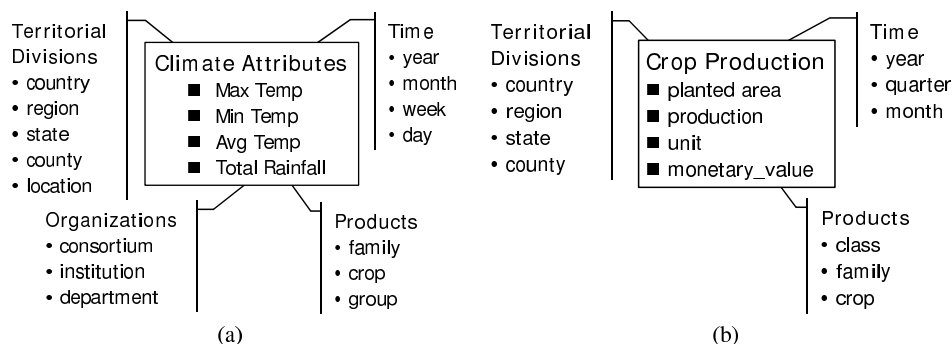 Territorial
Divisions
• country
• region
• state
• county
• location
Climate Attributes
■ Max Temp
■ Min Temp
■ Avg Temp
■ Total Rainfall
Time
• year
• month
• week
• day
Organizations
• consortium
• institution
• department
Products
• family
• crop
• group
(a)
Territorial
Divisions
• country
• region
• state
• county
Crop Production
■ planted area
■ production
■ unit
■ monetary_value
Time
• year
• quarter
• month
Products
• class
• family
• crop
(b)